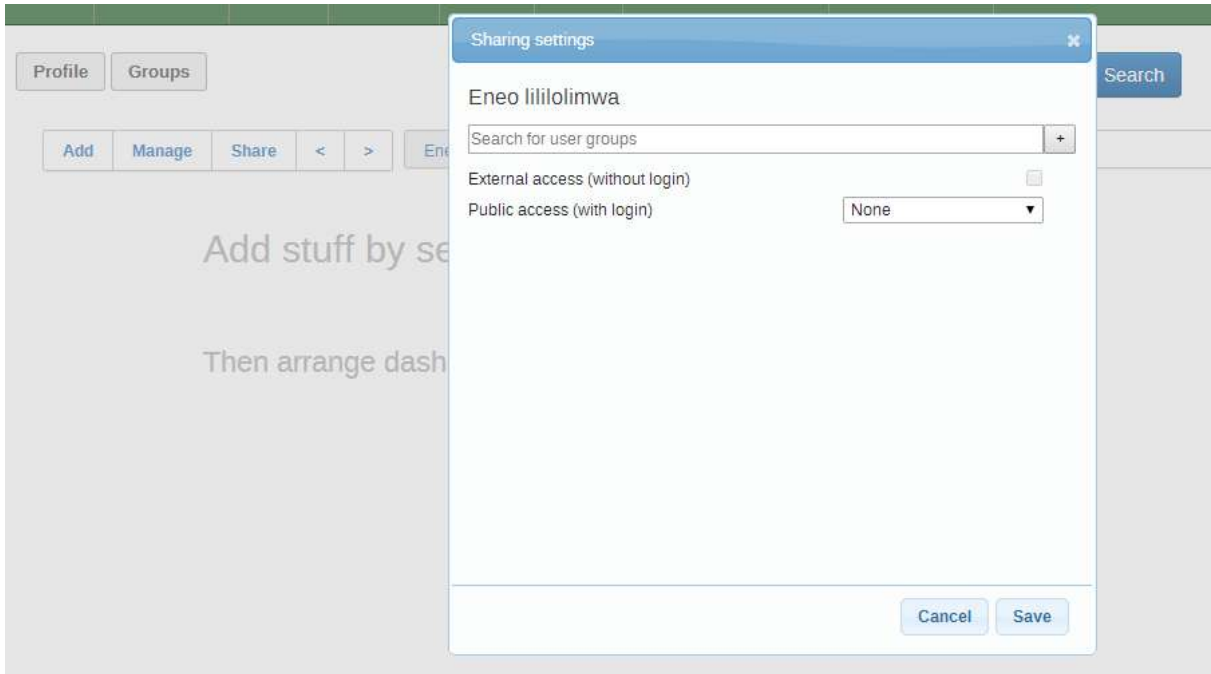 Sharing settings
Profile Groups
Search
Eneo lililolimwa
Search for user groups +
Add Manage Share < > Ene
External access (without login)
Public access (with login) None
Add stuff by se
Then arrange dash
Cancel Save